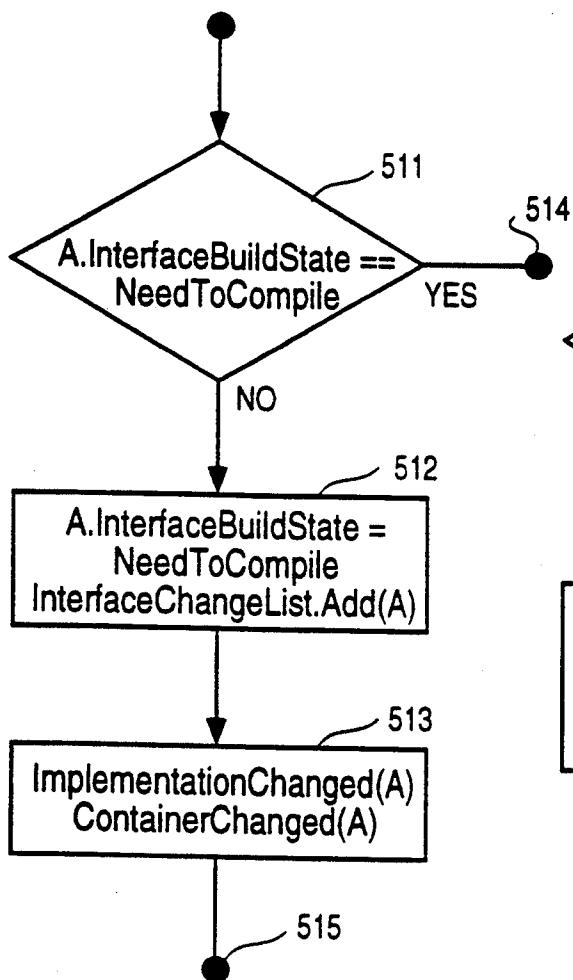 511
514
A.InterfaceBuildState ==
NeedToCompile
YES
NO
512
A.InterfaceBuildState =
NeedToCompile
InterfaceChangeList.Add(A)
513
ImplementationChanged(A)
ContainerChanged(A)
515